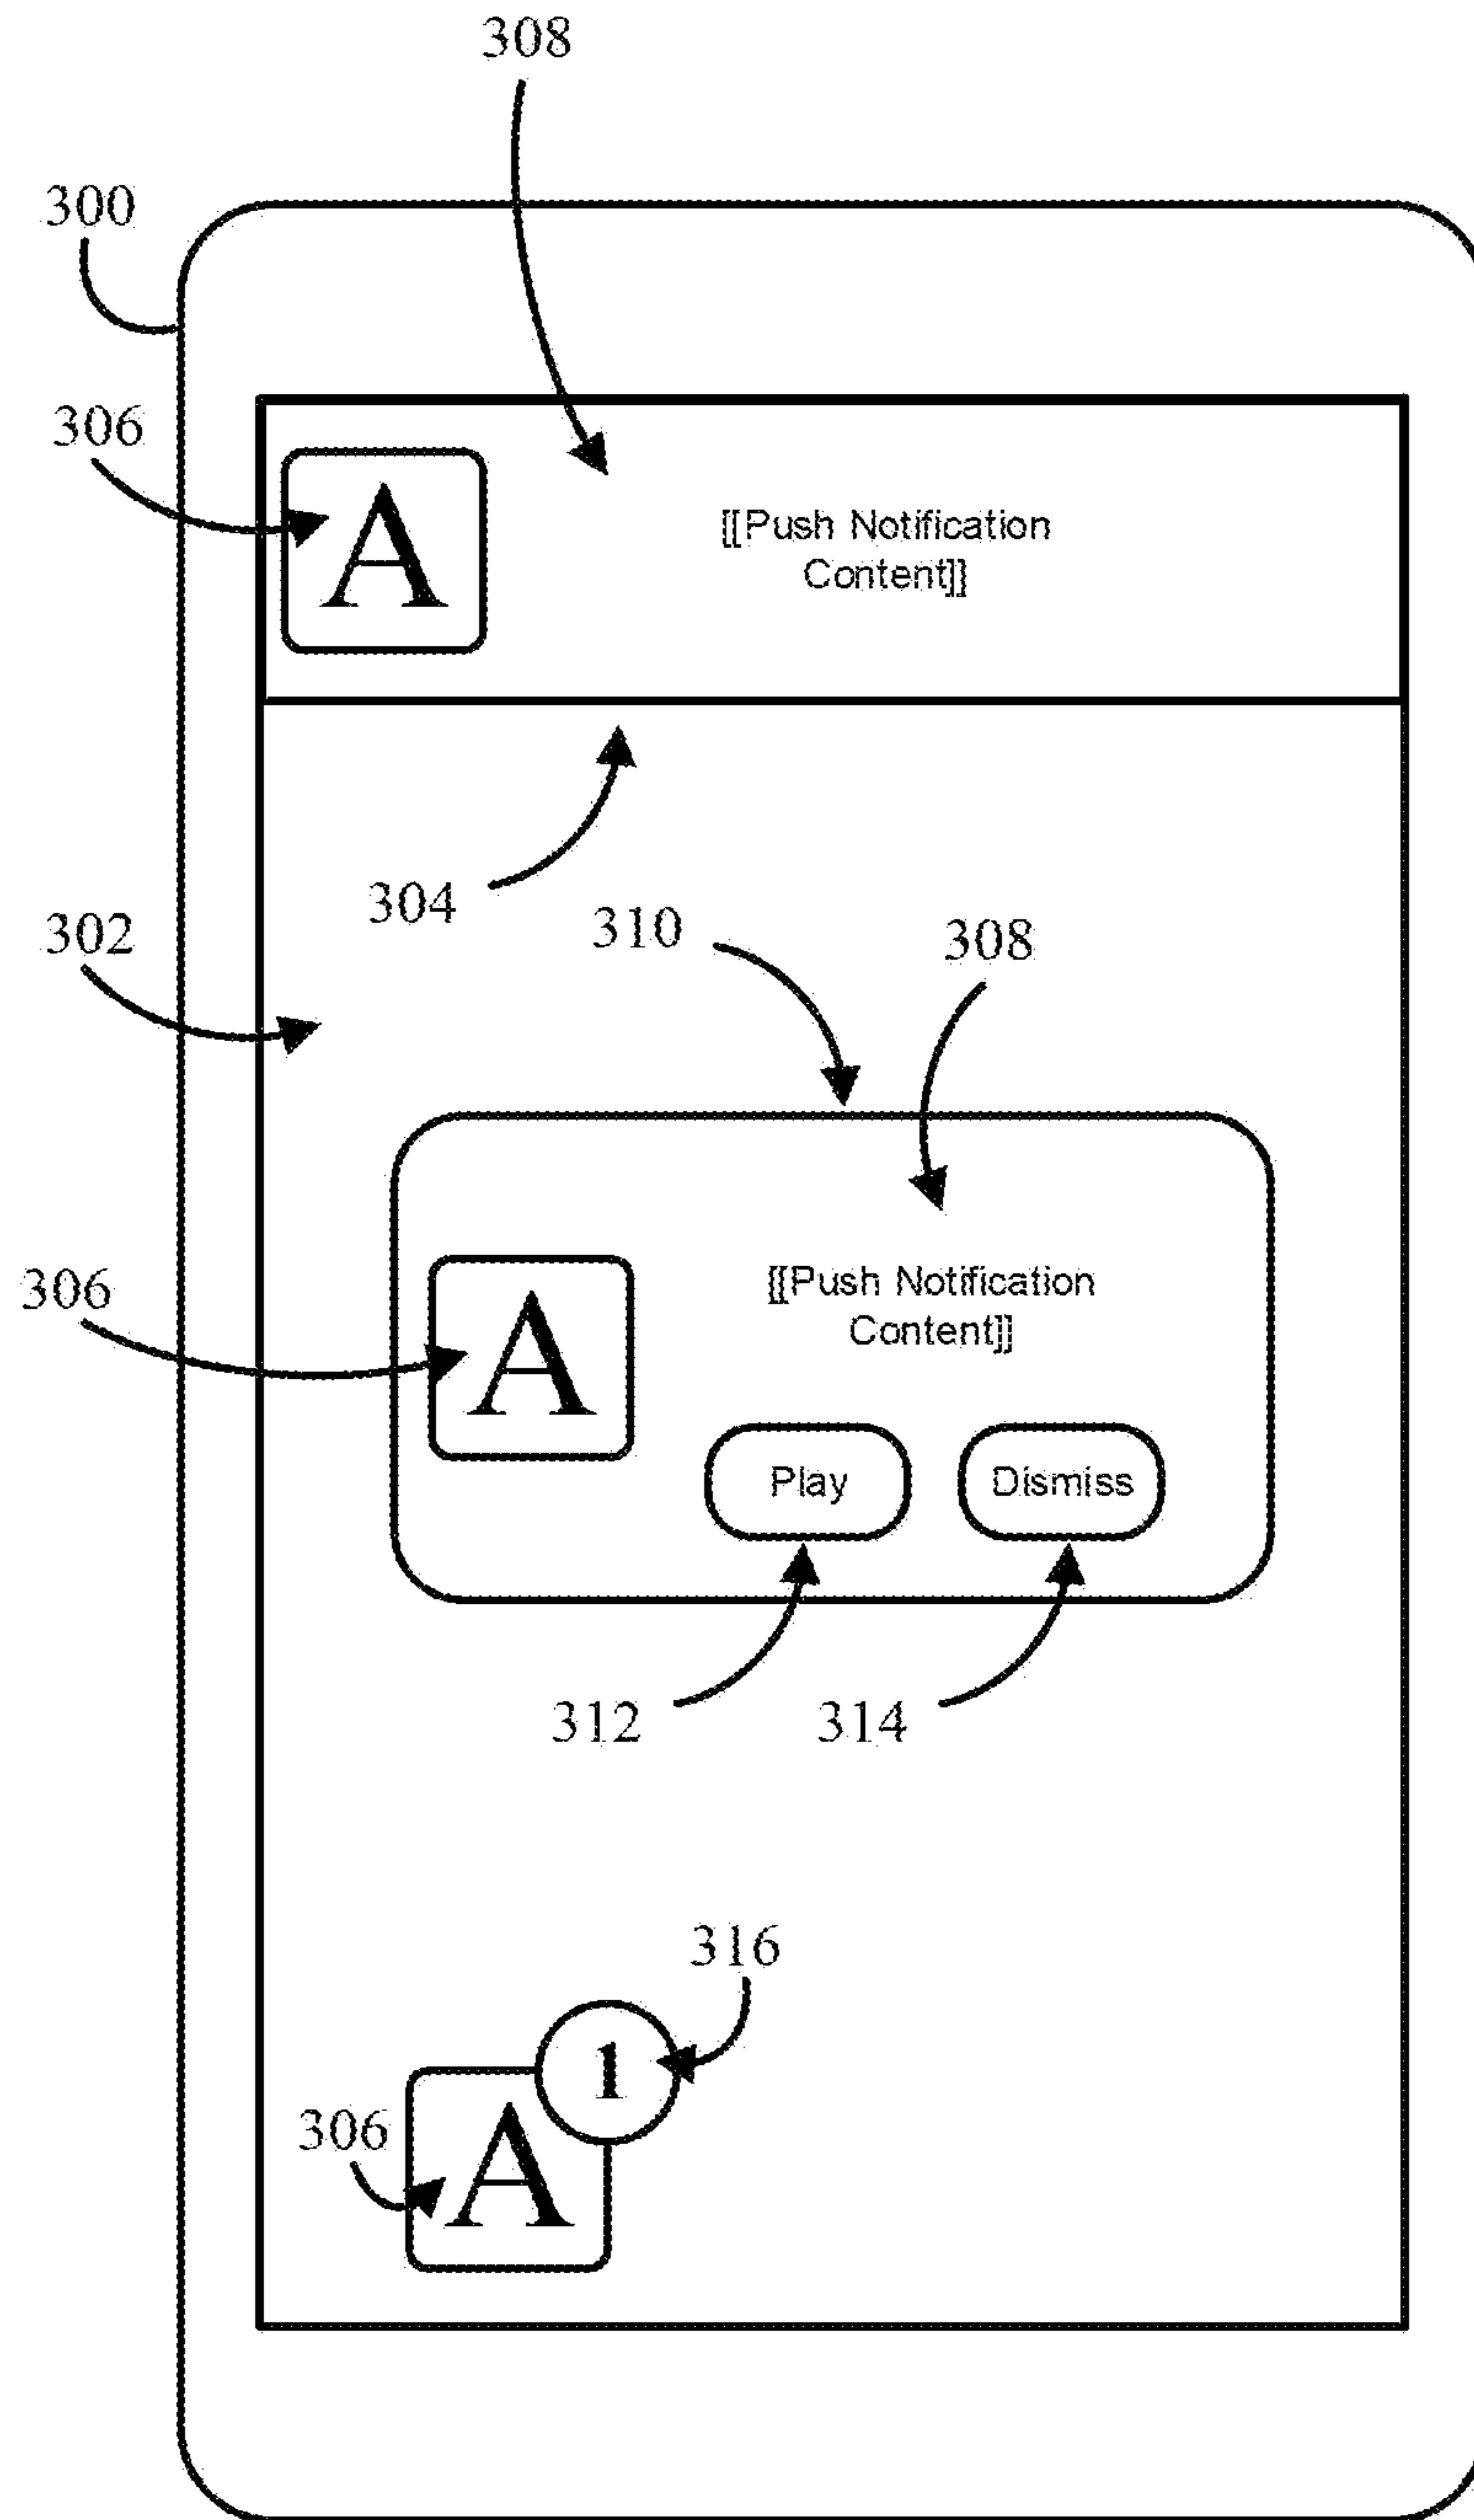 308
300
306
A
[[Push Notification
Content]]
304
302
310
308
306
A
[[Push Notification
Content]]
Play
Dismiss
312
314
316
1
306
A